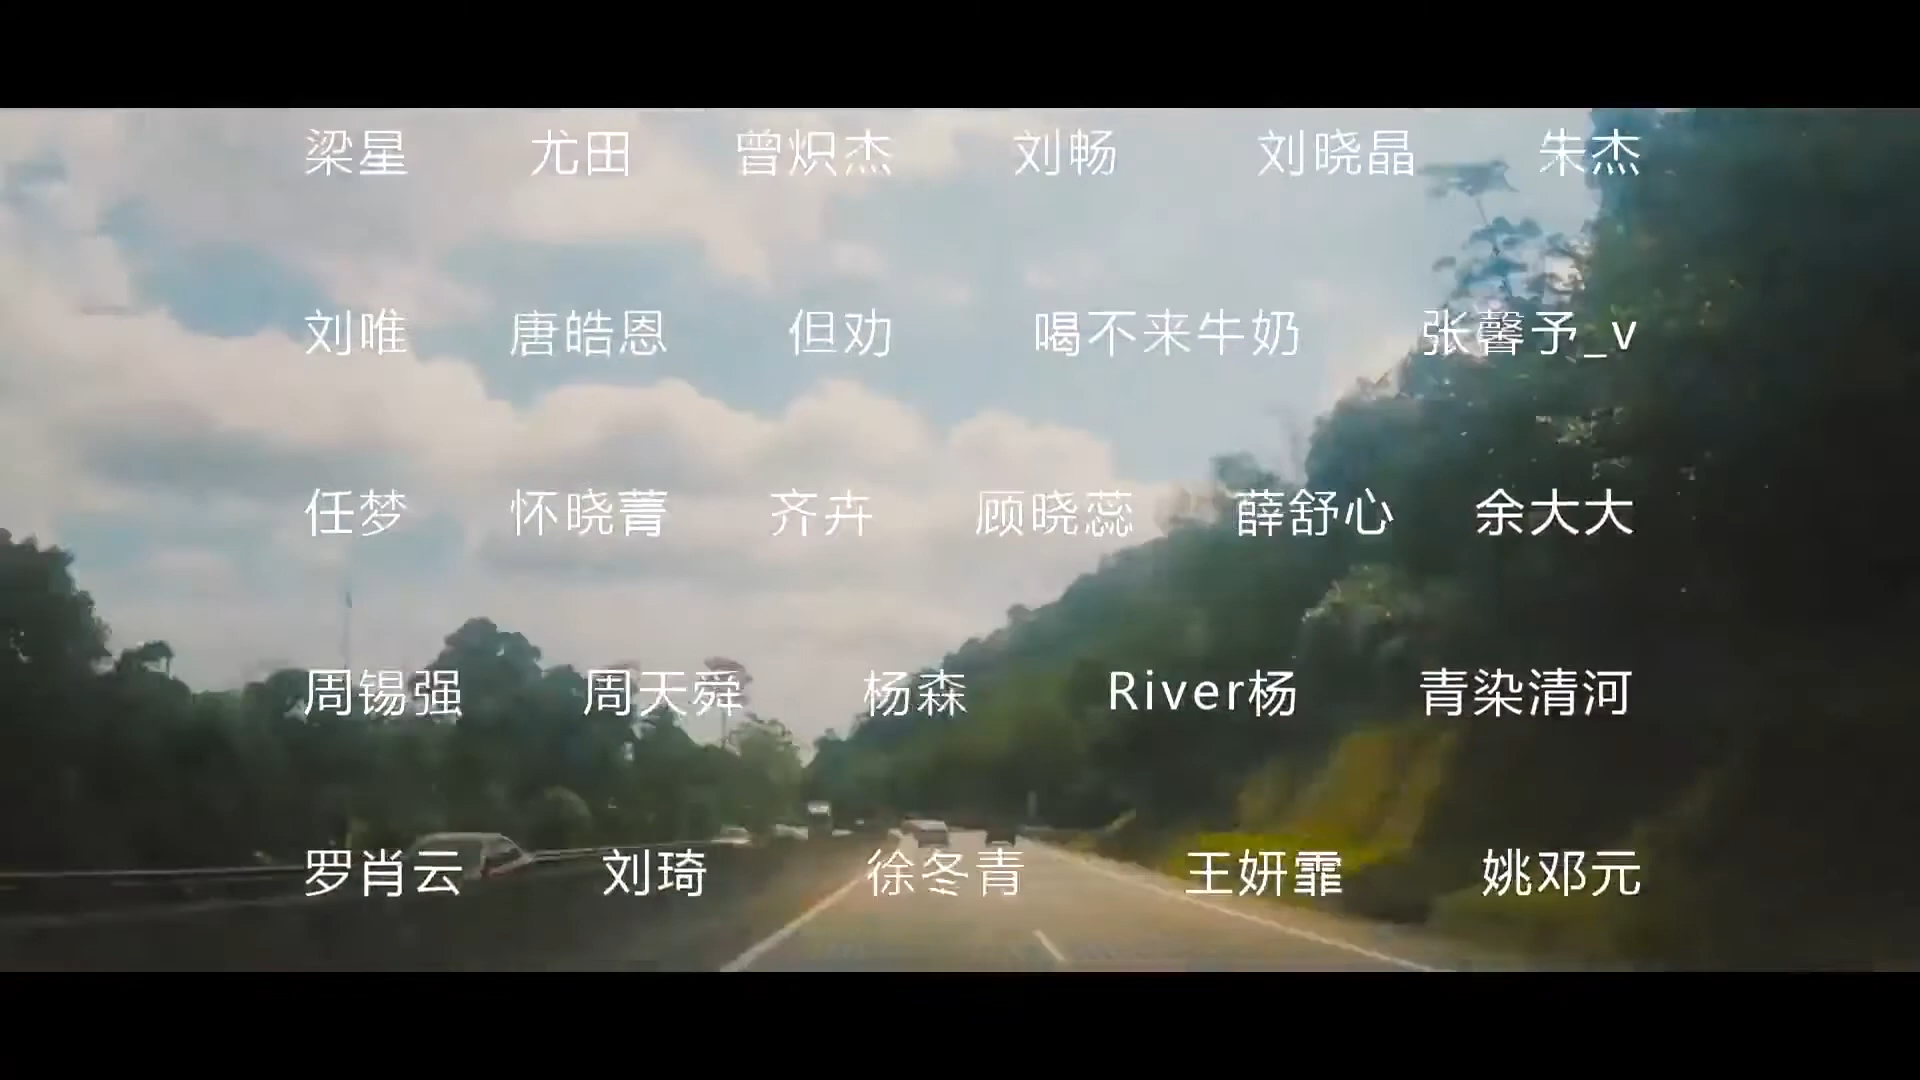 梁星 尤田 曾炽杰 刘畅 刘晓晶 朱杰
刘唯 唐皓恩 但劝 喝不来牛奶 张馨予_v
任梦 怀晓菁 齐卉 顾晓蕊 薛舒心 余大大
周锡强 周天舜 杨森 River杨 青染清河
罗肖云 刘琦 徐冬青 王妍霏 姚邓元